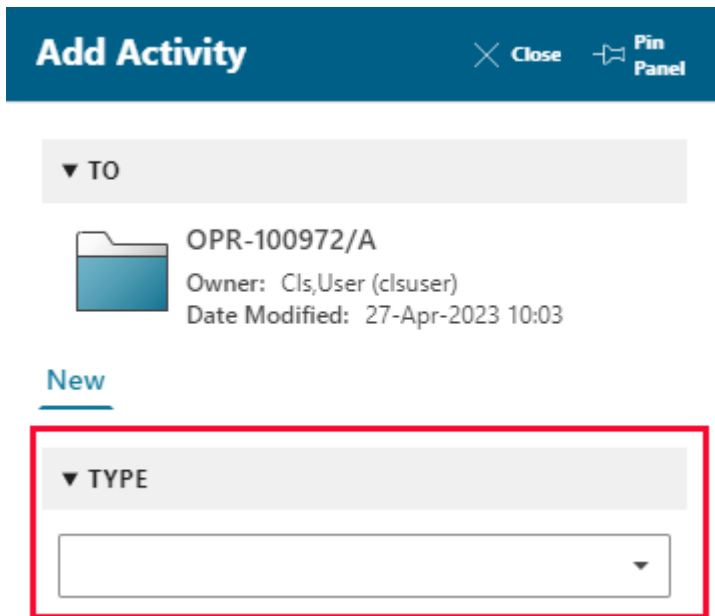 Add Activity
Close
Pin
Panel
TO
OPR-100972/A
Owner: Cls,User (clsuser)
Date Modified: 27-Apr-2023 10:03
New
TYPE